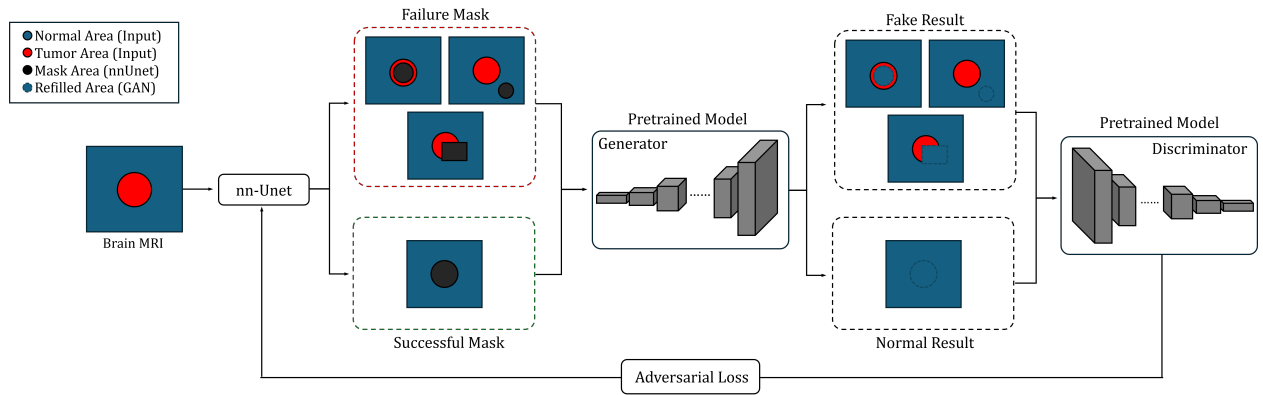 Normal Area (Input)
Tumor Area (Input)
Mask Area (nnUnet)
Refilled Area (GAN)
Brain MRI
nn-Unet
Failure Mask
Successful Mask
Pretrained Model
Generator
Fake Result
Normal Result
Pretrained Model
Discriminator
Adversarial Loss